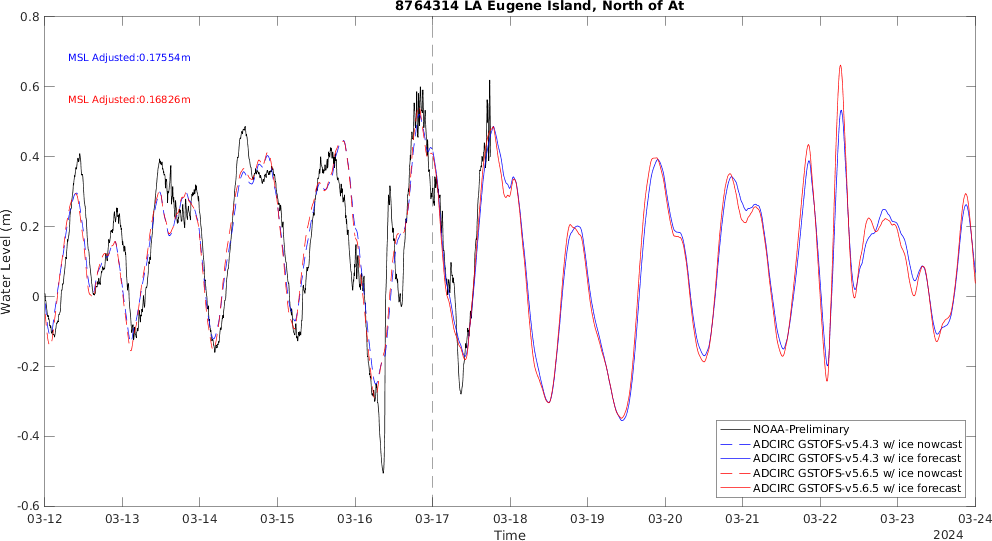 8764314 LA Eugene Island, North of At
MSL Adjusted:0.17554m
MSL Adjusted:0.16826m
Water Level (m)
0.8
0.6
0.4
0.2
0
-0.2
-0.4
-0.6
NOAA-Preliminary
ADCIRC GSTOFS-v5.4.3 w/ ice nowcast
ADCIRC GSTOFS-v5.4.3 w/ ice forecast
ADCIRC GSTOFS-v5.6.5 w/ ice nowcast
ADCIRC GSTOFS-v5.6.5 w/ ice forecast
03-12 03-13 03-14 03-15 03-16 03-17 03-18 03-19 03-20 03-21 03-22 03-23 03-24
Time
2024